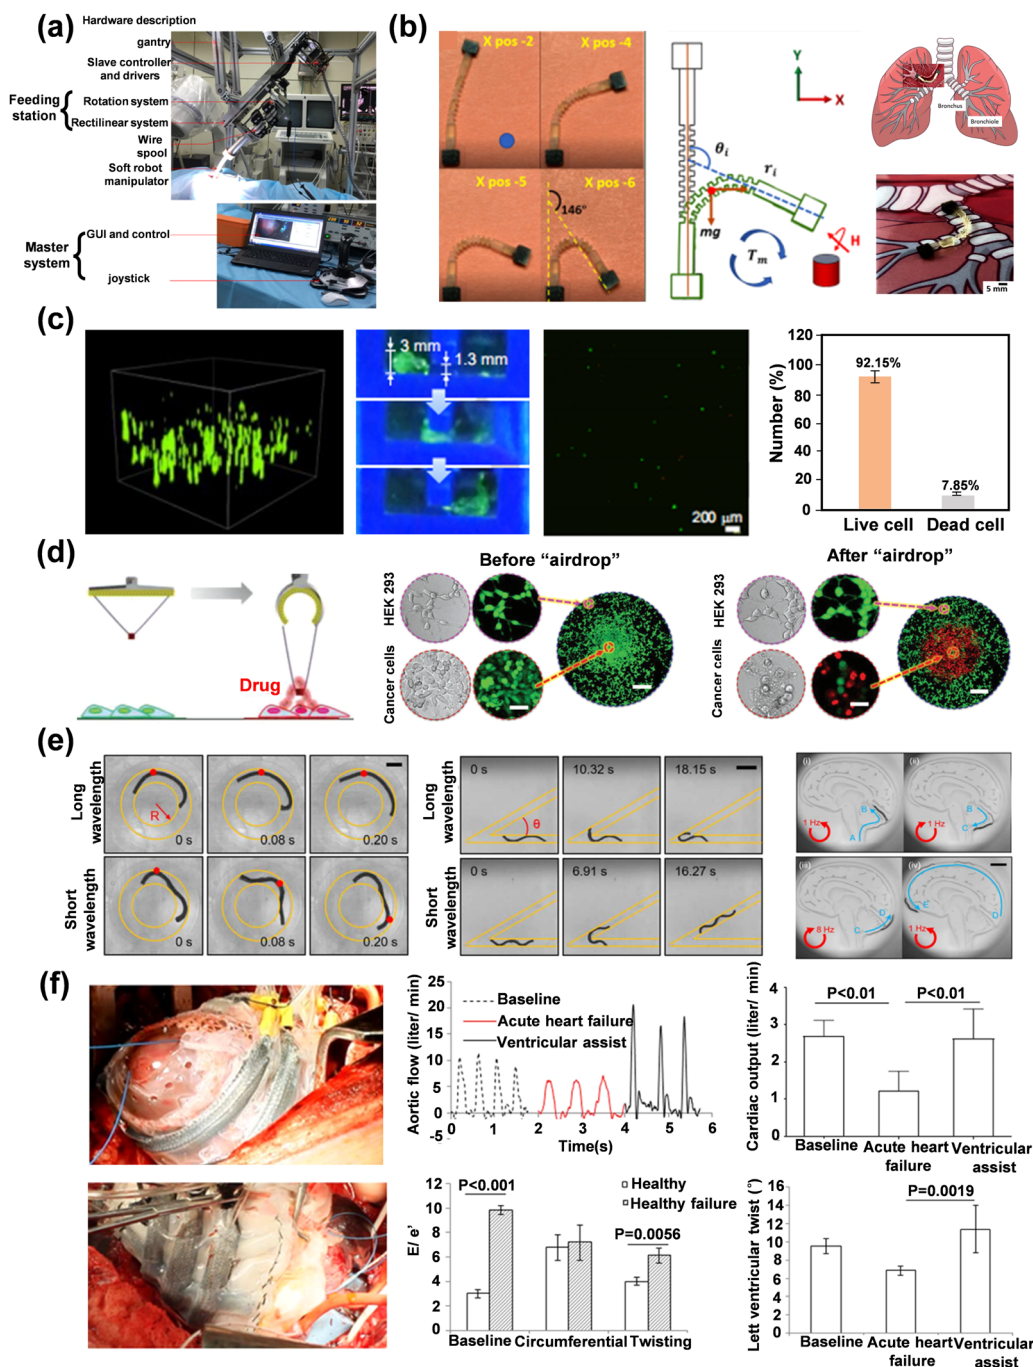 (a)
Hardware description
gantry
Slave controller
and drivers
Feeding
station
Rotation system
Rectilinear system
Wire
spool
Soft robot
manipulator
Master
system
GUI and control
joystick
(b)
X pos -2
X pos -4
X pos -5
X pos -6
146°
Y
X
θi
ri
mg
Tm
H
Bronchus
Bronchiole
5 mm
(c)
3 mm
1.3 mm
200 μm
Number (%)
120
100
80
60
40
20
0
92.15%
7.85%
Live cell
Dead cell
(d)
Drug
Before “airdrop”
HEK 293
Cancer cells
After “airdrop”
HEK 293
Cancer cells
(e)
Long
wavelength
R
0 s
0.08 s
0.20 s
Short
wavelength
0 s
0.08 s
0.20 s
Long
wavelength
0 s
10.32 s
18.15 s
θ
Short
wavelength
0 s
6.91 s
16.27 s
(i)
1 Hz
A
B
(ii)
1 Hz
B
C
(iii)
8 Hz
C
D
(iv)
1 Hz
D
E
(f)
Aortic flow (liter/ min)
25
20
15
10
5
0
-5
Baseline
Acute heart failure
Ventricular assist
0 1 2 3 4 5 6
Time(s)
Cardiac output (liter/ min)
4
3
2
1
0
P<0.01
P<0.01
Baseline
Acute heart
failure
Ventricular
assist
E/ e'
12
10
8
6
4
2
0
P<0.001
Healthy
Healthy failure
P=0.0056
Baseline
Circumferential
Twisting
Lett ventricular twist (°)
16
14
12
10
8
6
4
2
0
P=0.0019
Baseline
Acute heart
failure
Ventricular
assist